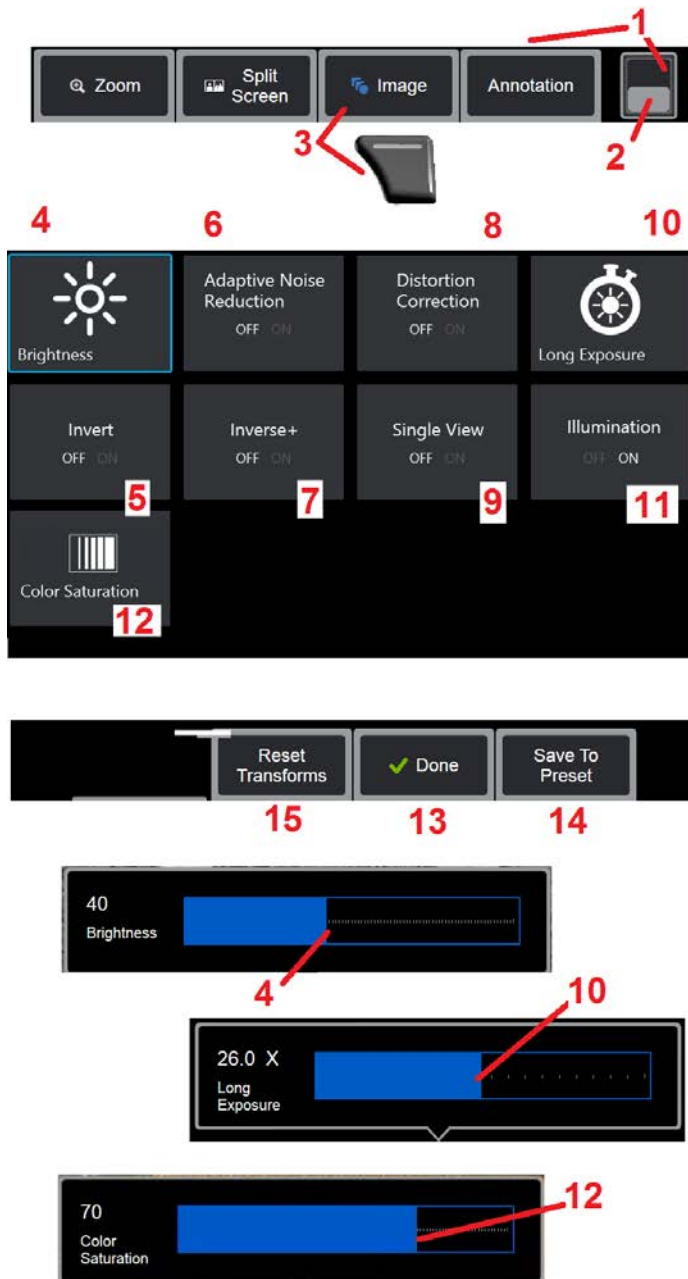 1
Zoom
Split
Screen
Image
Annotation
3
2
4
6
8
10
Brightness
Adaptive Noise
Reduction
OFF ON
Distortion
Correction
OFF ON
Long Exposure
Invert
OFF ON
5
Inverse+
OFF ON
7
Single View
OFF ON
9
Illumination
OFF ON
11
Color Saturation
12
Reset
Transforms
Done
Save To
Preset
15
13
14
40
Brightness
4
10
26.0 X
Long
Exposure
12
70
Color
Saturation